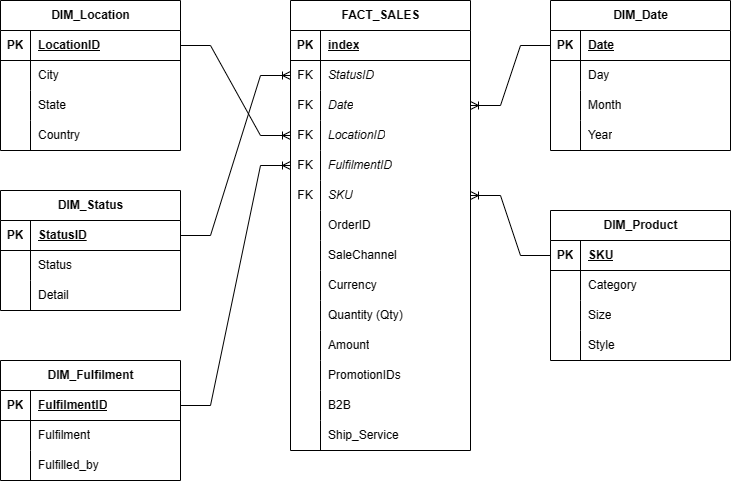 DIM_Location
PK LocationID
City
State
Country
DIM_Status
PK StatusID
Status
Detail
DIM_Fulfilment
PK FulfilmentID
Fulfilment
Fulfilled_by
FACT_SALES
PK index
FK StatusID
FK Date
FK LocationID
FK FulfilmentID
FK SKU
OrderID
SaleChannel
Currency
Quantity (Qty)
Amount
PromotionIDs
B2B
Ship_Service
DIM_Date
PK Date
Day
Month
Year
DIM_Product
PK SKU
Category
Size
Style